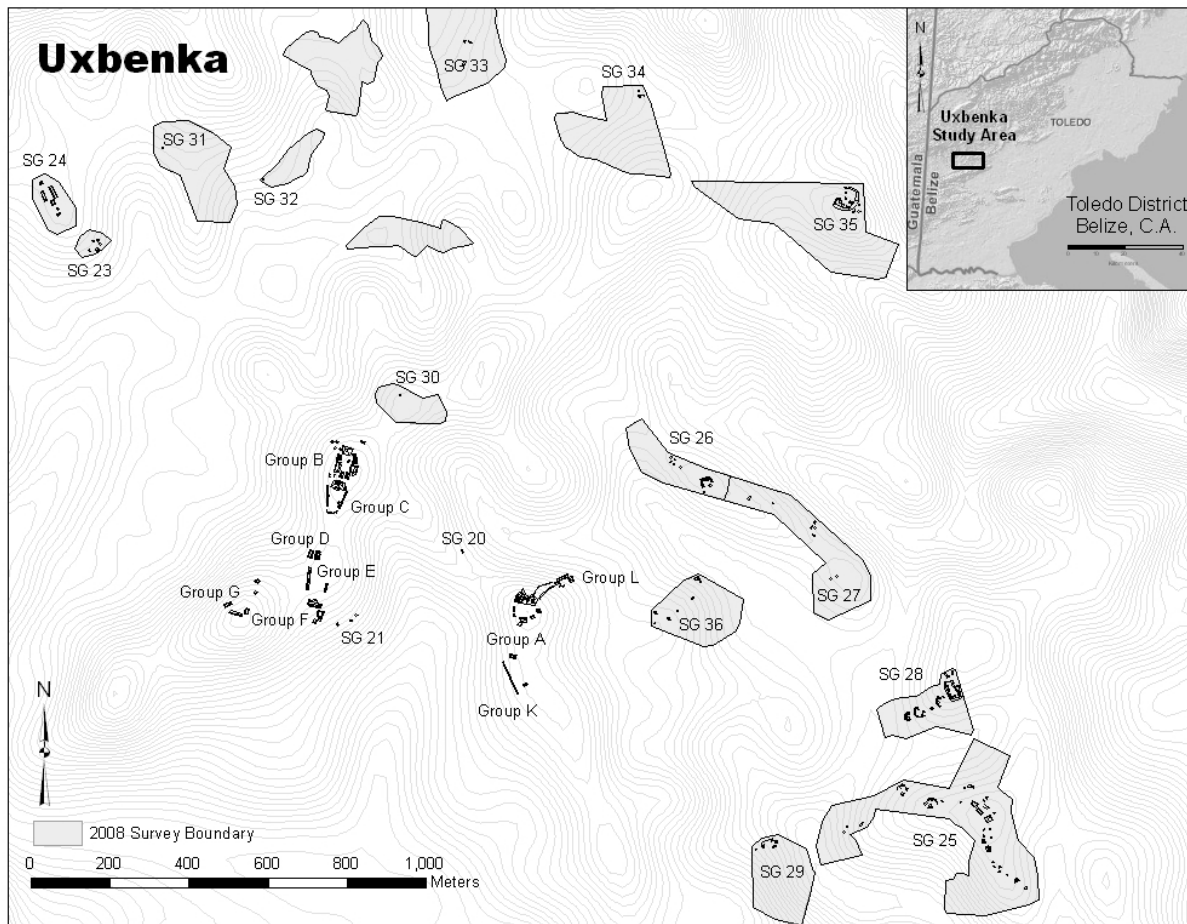 Uxbenka
SG 33
SG 34
N
Uxbenka
Study Area
TOLEDO
Guatemala
Belize
Toledo District
Belize, C.A.
SG 31
SG 24
SG 32
SG 35
SG 23
SG 30
SG 26
Group B
Group C
SG 20
Group D
Group E
Group L
Group G
SG 27
Group F
SG 21
SG 36
Group A
SG 28
N
Group K
2008 Survey Boundary
SG 25
0 200 400 600 800 1,000
Meters
SG 29